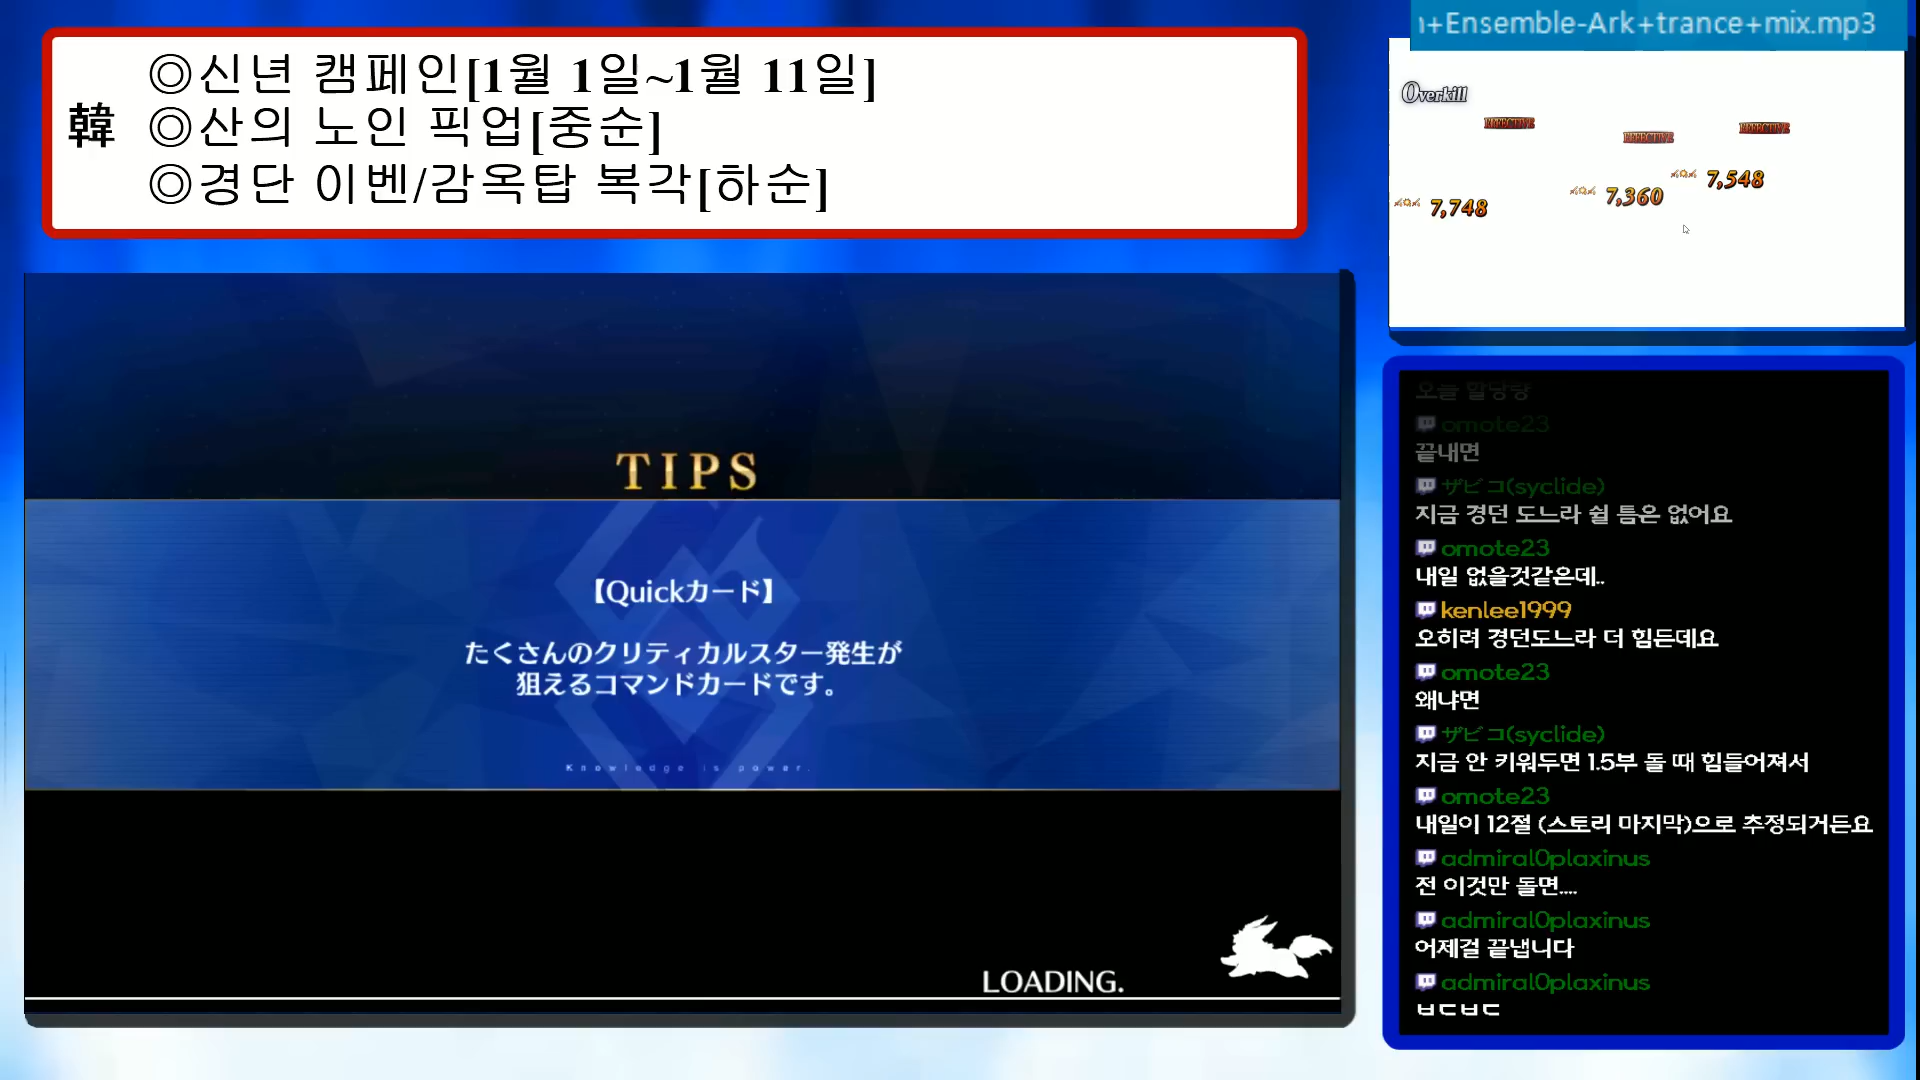 ◎신년 캠페인[1월 1일~1월 11일]
韓 ◎산의 노인 픽업[중순]
◎경단 이벤/감옥탑 복각[하순]
+Ensemble-Ark+trance+mix.mp3
Overkill
EFFECTIVE
EFFECTIVE
EFFECTIVE
7,748
7,360
7,548
TIPS
【Quickカード】
たくさんのクリティカルスター発生が
狙えるコマンドカードです。
Knowledge is power.
LOADING.
오늘 할당량
omote23
끝내면
ザビコ(syclide)
지금 경던 도느라 쉴 틈은 없어요
omote23
내일 없을것같은데..
kenlee1999
오히려 경던도느라 더 힘든데요
omote23
왜냐면
ザビコ(syclide)
지금 안 키워두면 1.5부 돌 때 힘들어져서
omote23
내일이 12절 (스토리 마지막)으로 추정되거든요
admiral0plaxinus
전 이것만 돌면....
admiral0plaxinus
어제걸 끝냅니다
admiral0plaxinus